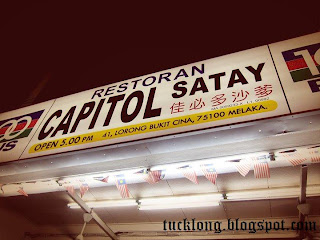 RESTORAN
CAPITOL SATAY
佳必多沙爹
OPEN 5.00 PM 41, LORONG BUKIT CINA, 75100 MELAKA.
tucklong.blogspot.com